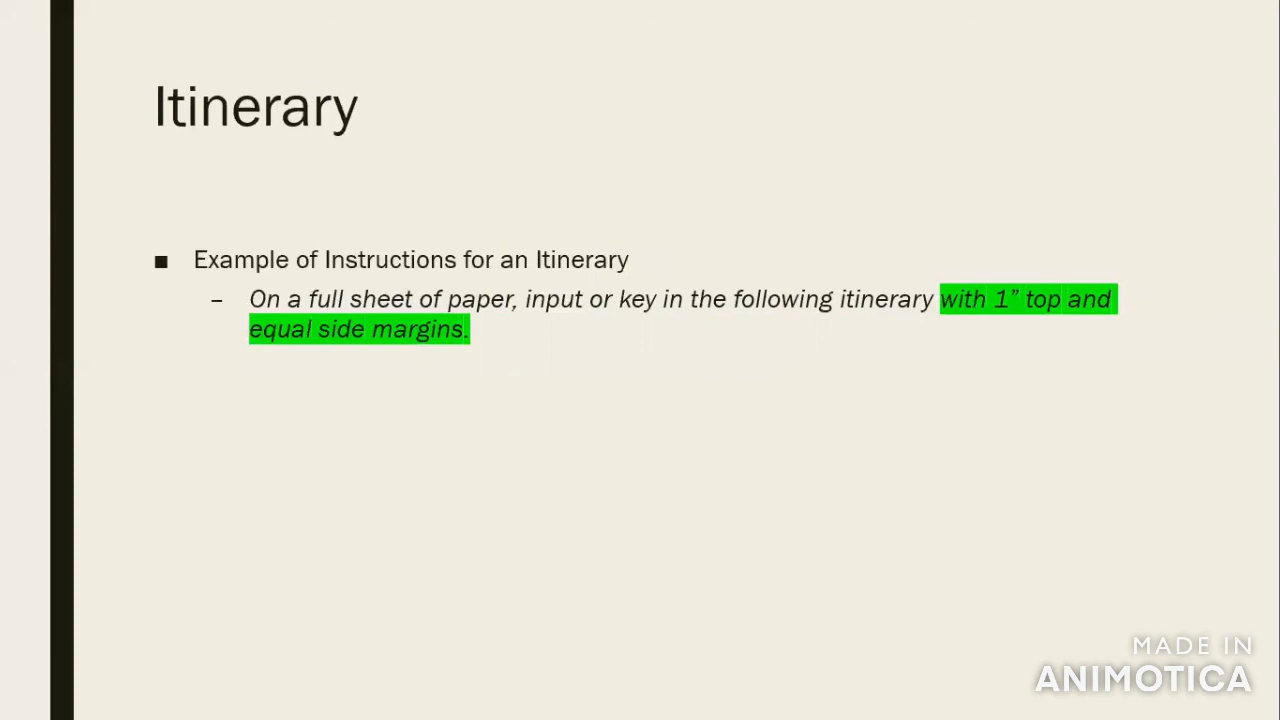 Itinerary
■ Example of Instructions for an Itinerary
– On a full sheet of paper, input or key in the following itinerary with 1” top and
equal side margins.
MADE IN
ANIMOTICA